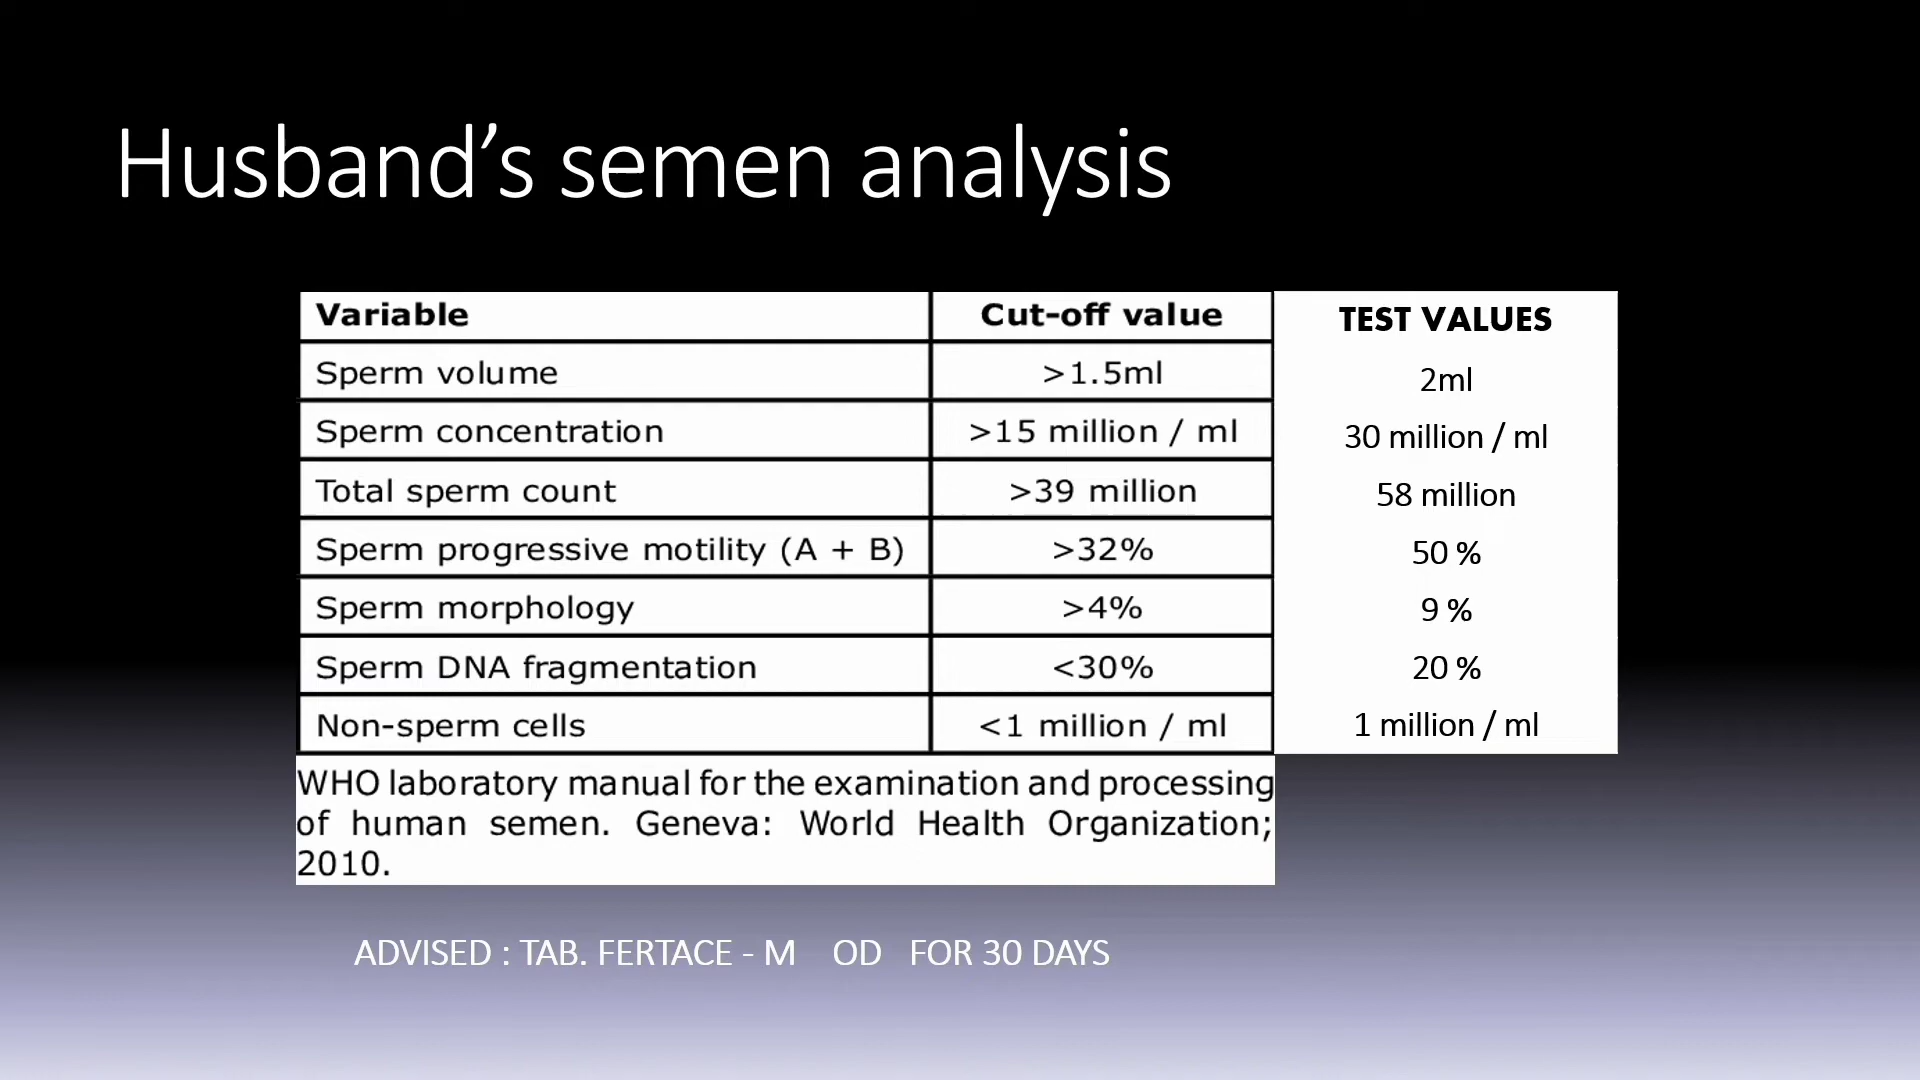 Husband’s semen analysis
Variable Cut-off value TEST VALUES
Sperm volume >1.5ml 2ml
Sperm concentration >15 million / ml 30 million / ml
Total sperm count >39 million 58 million
Sperm progressive motility (A + B) >32% 50 %
Sperm morphology >4% 9 %
Sperm DNA fragmentation <30% 20 %
Non-sperm cells <1 million / ml 1 million / ml
WHO laboratory manual for the examination and processing
of human semen. Geneva: World Health Organization;
2010.
ADVISED : TAB. FERTACE - M OD FOR 30 DAYS